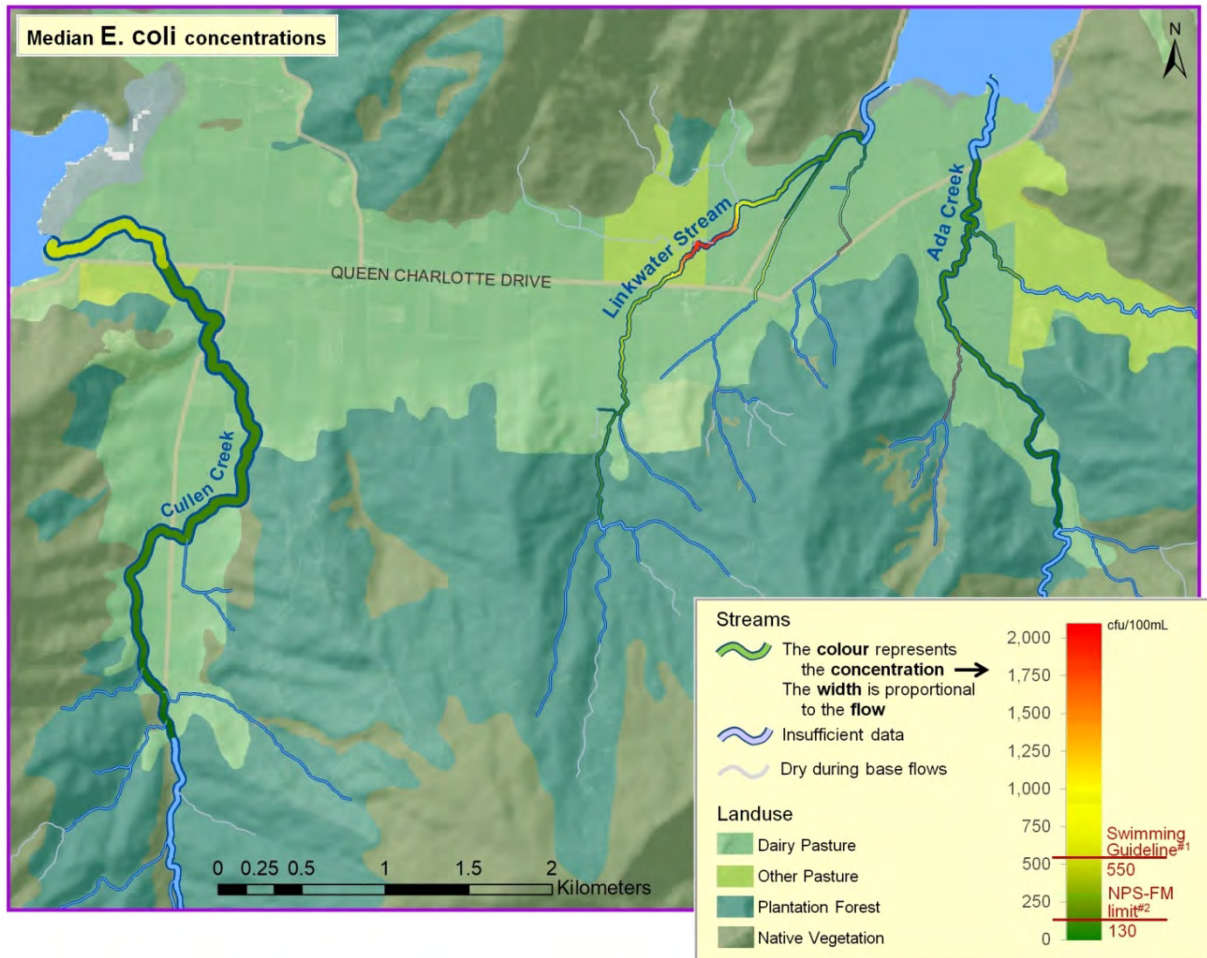 Median E. coli concentrations
N
QUEEN CHARLOTTE DRIVE
Linkwater Stream
Ada Creek
Cullen Creek
0 0.25 0.5 1 1.5 2
Kilometers
Streams
The colour represents
the concentration
The width is proportional
to the flow
Insufficient data
Dry during base flows
Landuse
Dairy Pasture
Other Pasture
Plantation Forest
Native Vegetation
cfu/100mL
2,000
1,750
1,500
1,250
1,000
750
500
250
0
Swimming
Guideline#1
550
NPS-FM
limit#2
130